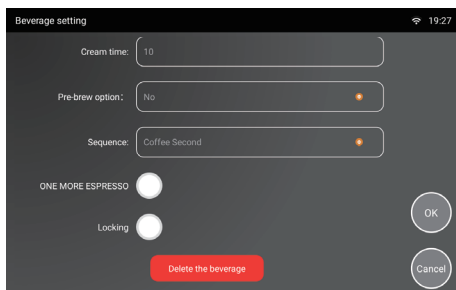 Beverage setting 19:27
Cream time: 10
Pre-brew option: No
Sequence: Coffee Second
ONE MORE ESPRESSO
OK
Locking
Delete the beverage
Cancel